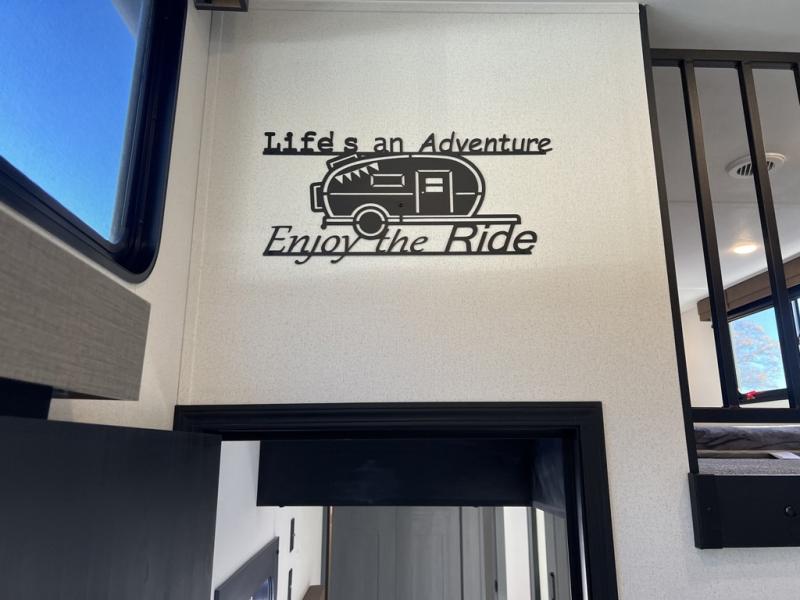 Life's an Adventure
Enjoy the Ride